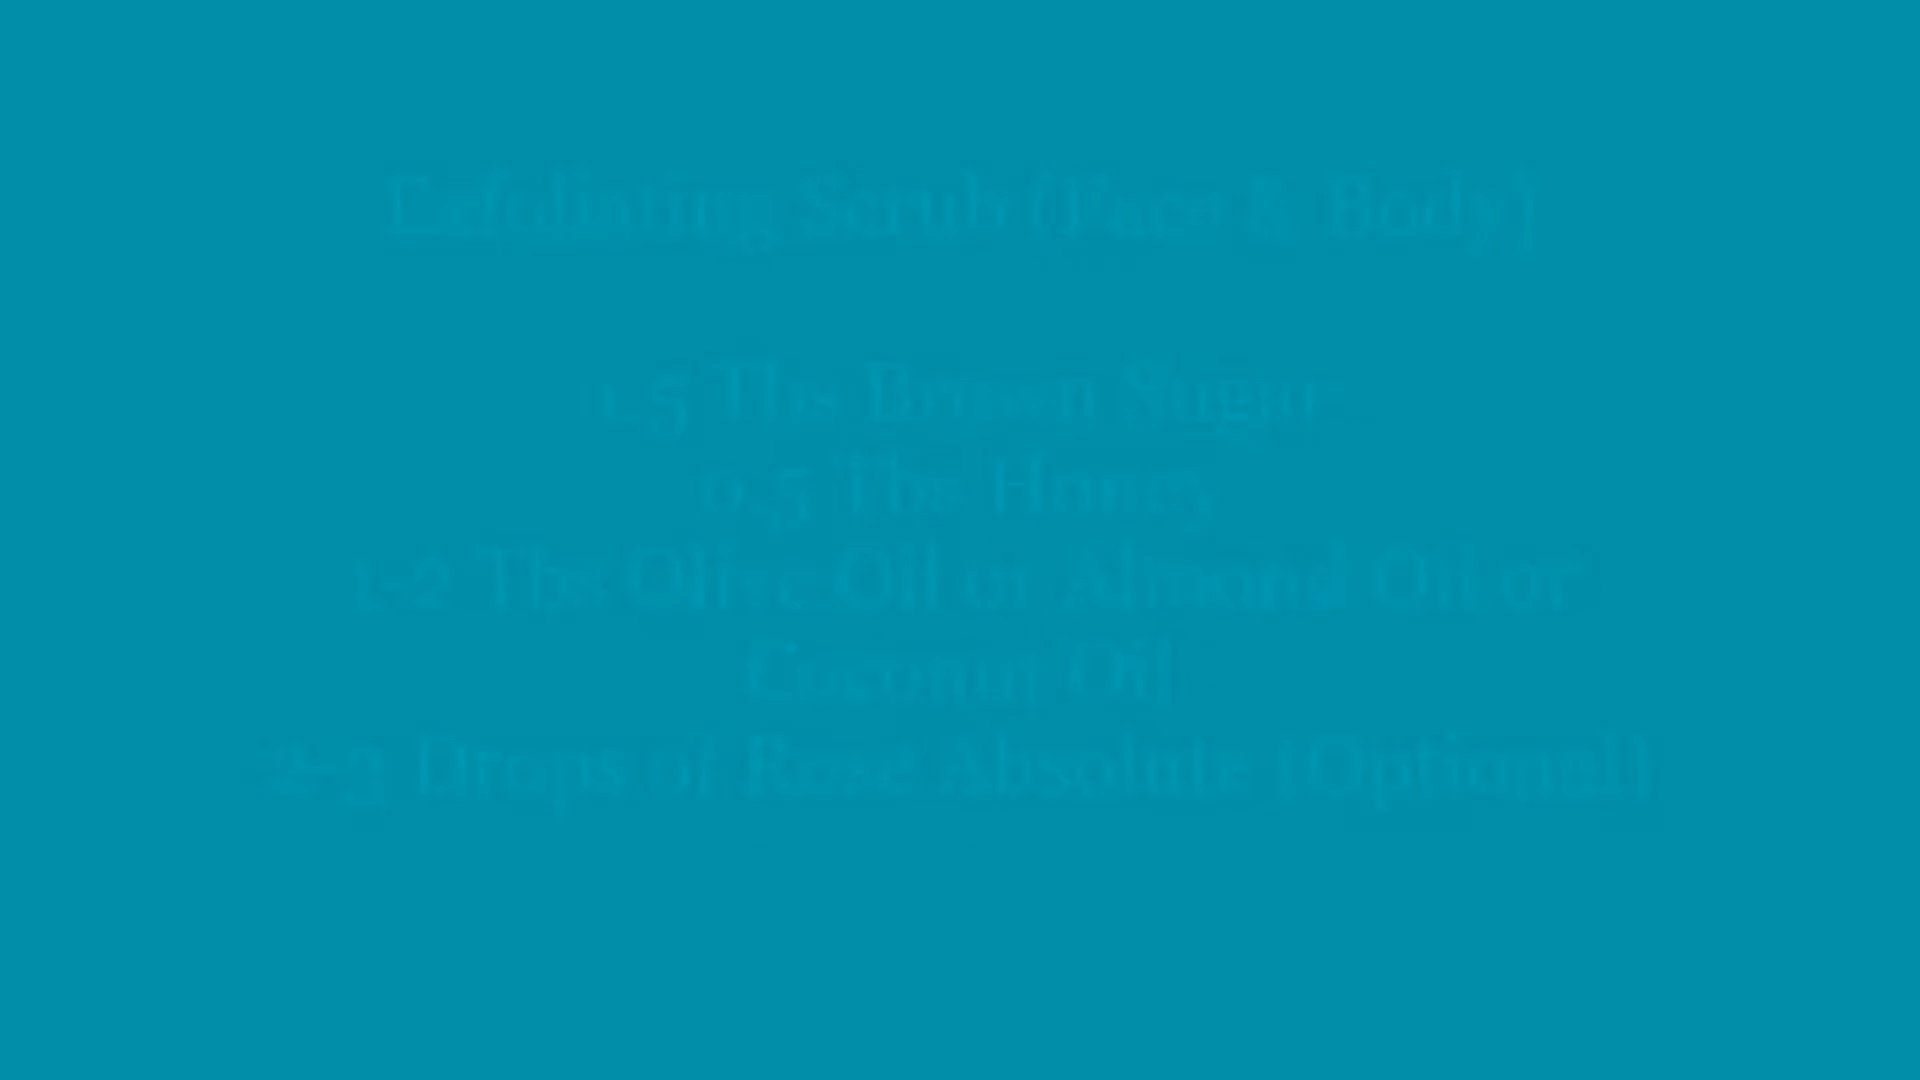 Exfoliating Scrub (Face & Body)
1.5 Tbs Brown Sugar
0.5 Tbs Honey
1-2 Tbs Olive Oil or Almond Oil or
Coconut Oil
2-3 Drops of Rose Absolute (Optional)